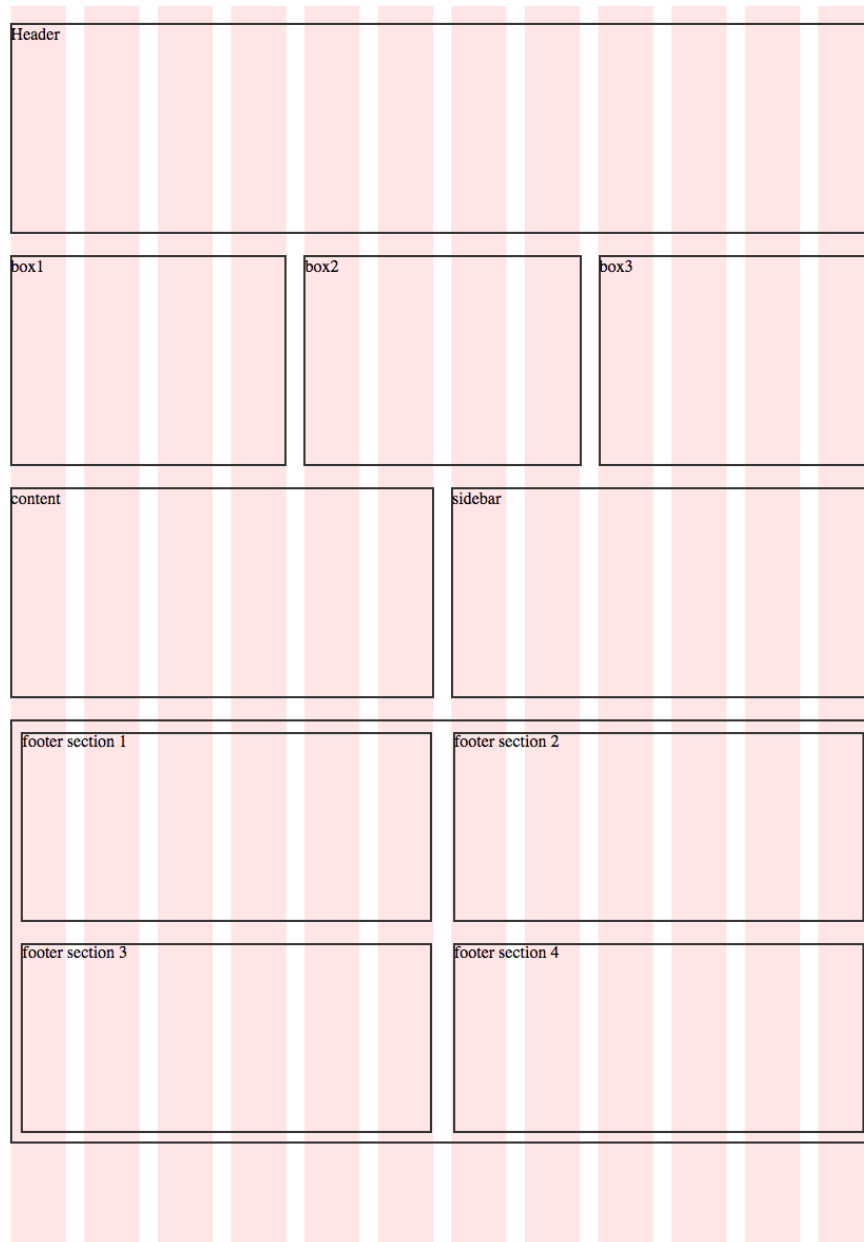 Header
box1
box2
box3
content
sidebar
footer section 1
footer section 2
footer section 3
footer section 4